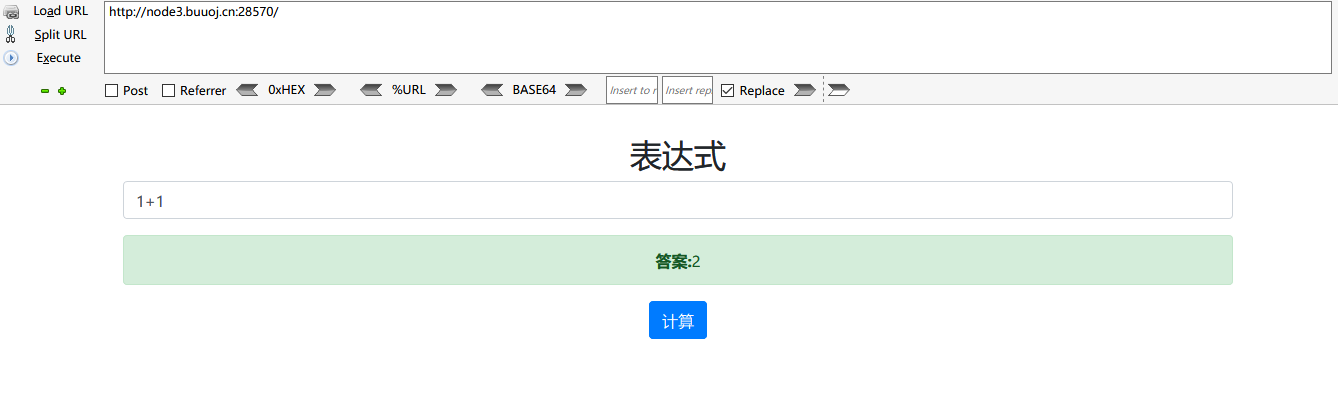 Load URL
http://node3.buuoj.cn:28570/
Split URL
Execute
Post Referrer 0xHEX %URL BASE64 Insert to r Insert repl Replace
表达式
1+1
答案:2
计算